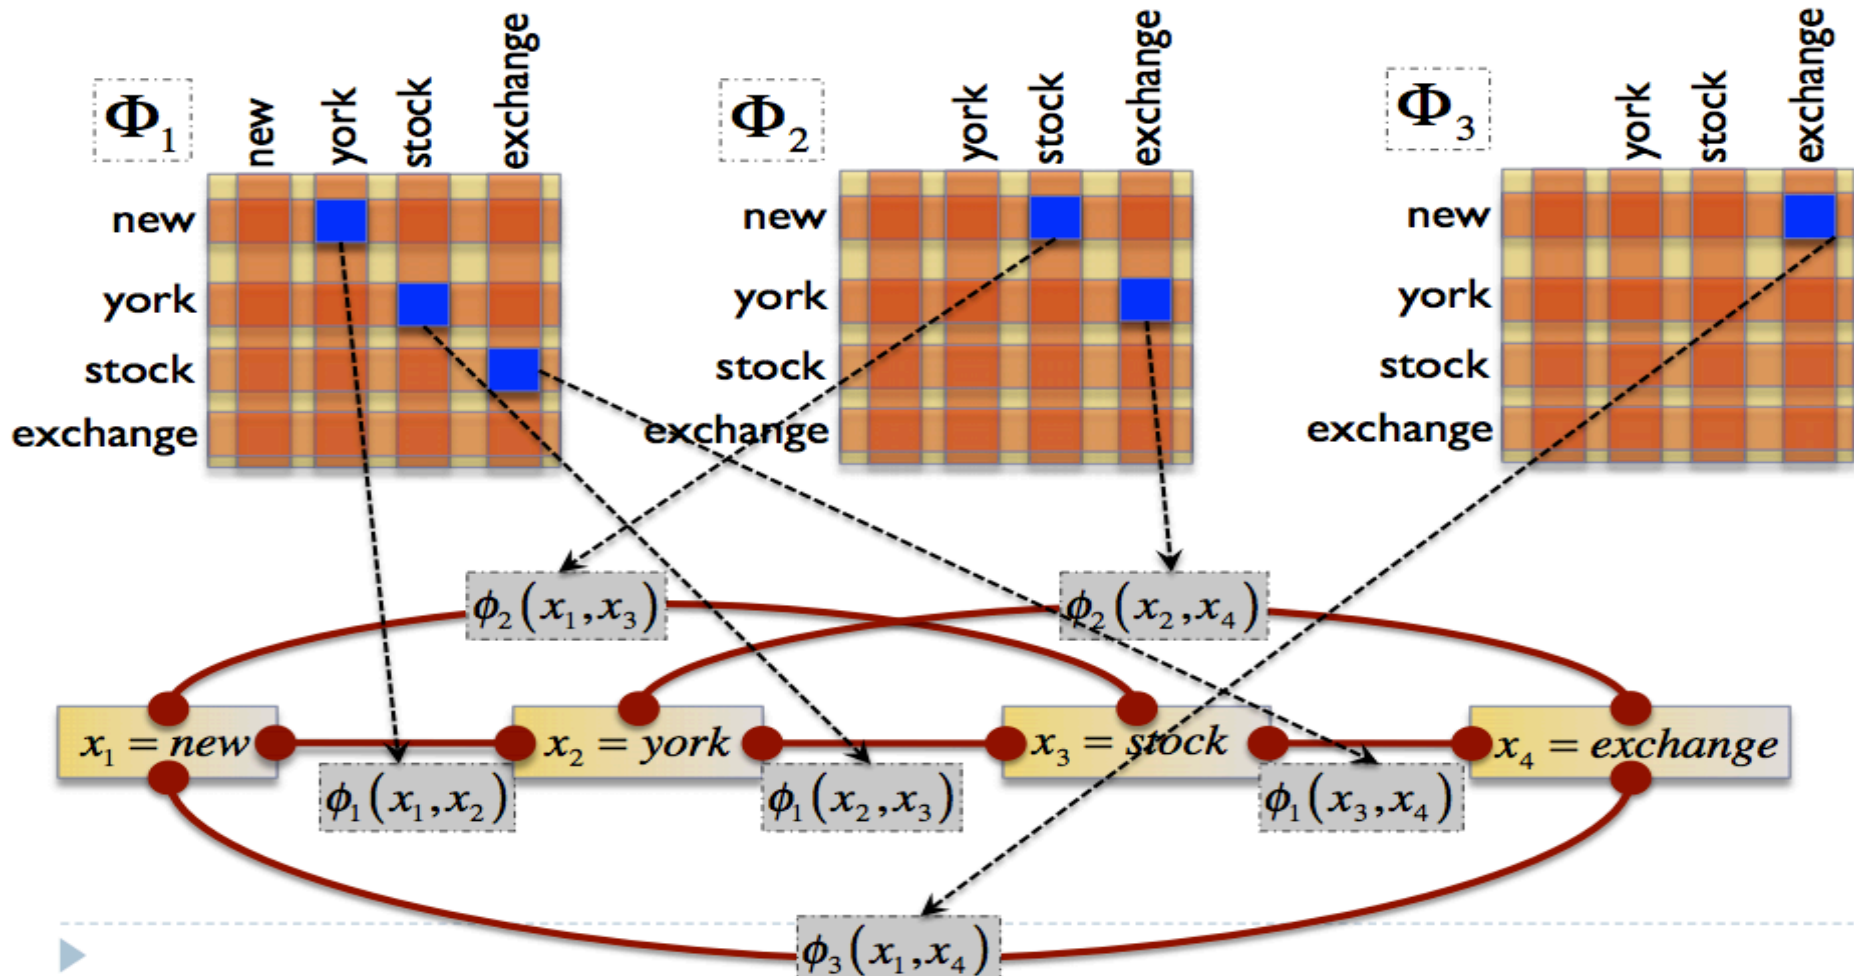 Φ₁ new york stock exchange
new
york
stock
exchange
Φ₂ york stock exchange
new
york
stock
exchange
Φ₃ york stock exchange
new
york
stock
exchange
ϕ₂(x₁,x₃) ϕ₂(x₂,x₄)
x₁ = new x₂ = york x₃ = stock x₄ = exchange
ϕ₁(x₁,x₂) ϕ₁(x₂,x₃) ϕ₁(x₃,x₄)
ϕ₃(x₁,x₄)